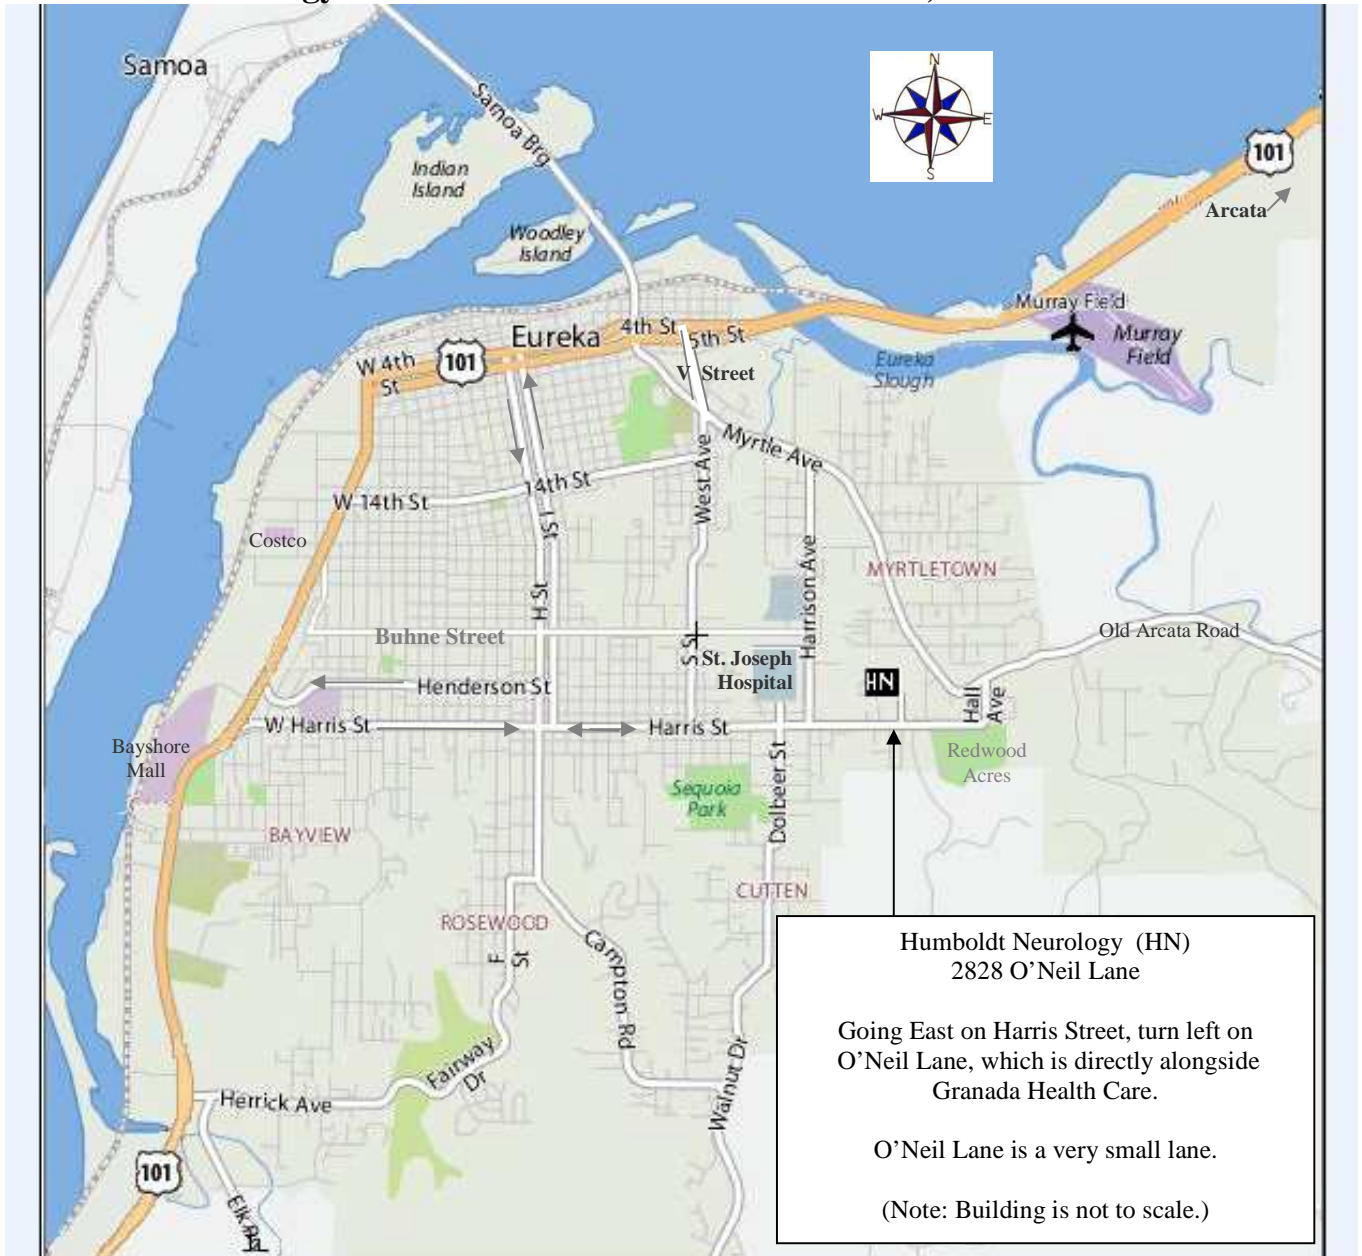 Samoa
Samoa Brg
Indian
Island
Woodley
Island
N
W
E
S
101
Arcata
Murray Field
Murray
Field
Eureka
Slough
Eureka
4th St
5th St
W 4th
St
101
V Street
Myrtle Ave
West Ave
14th St
W 14th St
I St
H St
Costco
Harrison Ave
MYRTLETOWN
Old Arcata Road
Buhne Street
S St
St. Joseph
Hospital
HN
Hall
Ave
Henderson St
W Harris St
Harris St
Bayshore
Mall
Redwood
Acres
Sequoia
Park
Dolbeer St
BAYVIEW
CUTTEN
ROSEWOOD
F
St
Campton Rd
Walnut Dr
Fairway
Dr
Herrick Ave
101
Elk
Humboldt Neurology (HN)
2828 O’Neil Lane
Going East on Harris Street, turn left on
O’Neil Lane, which is directly alongside
Granada Health Care.
O’Neil Lane is a very small lane.
(Note: Building is not to scale.)